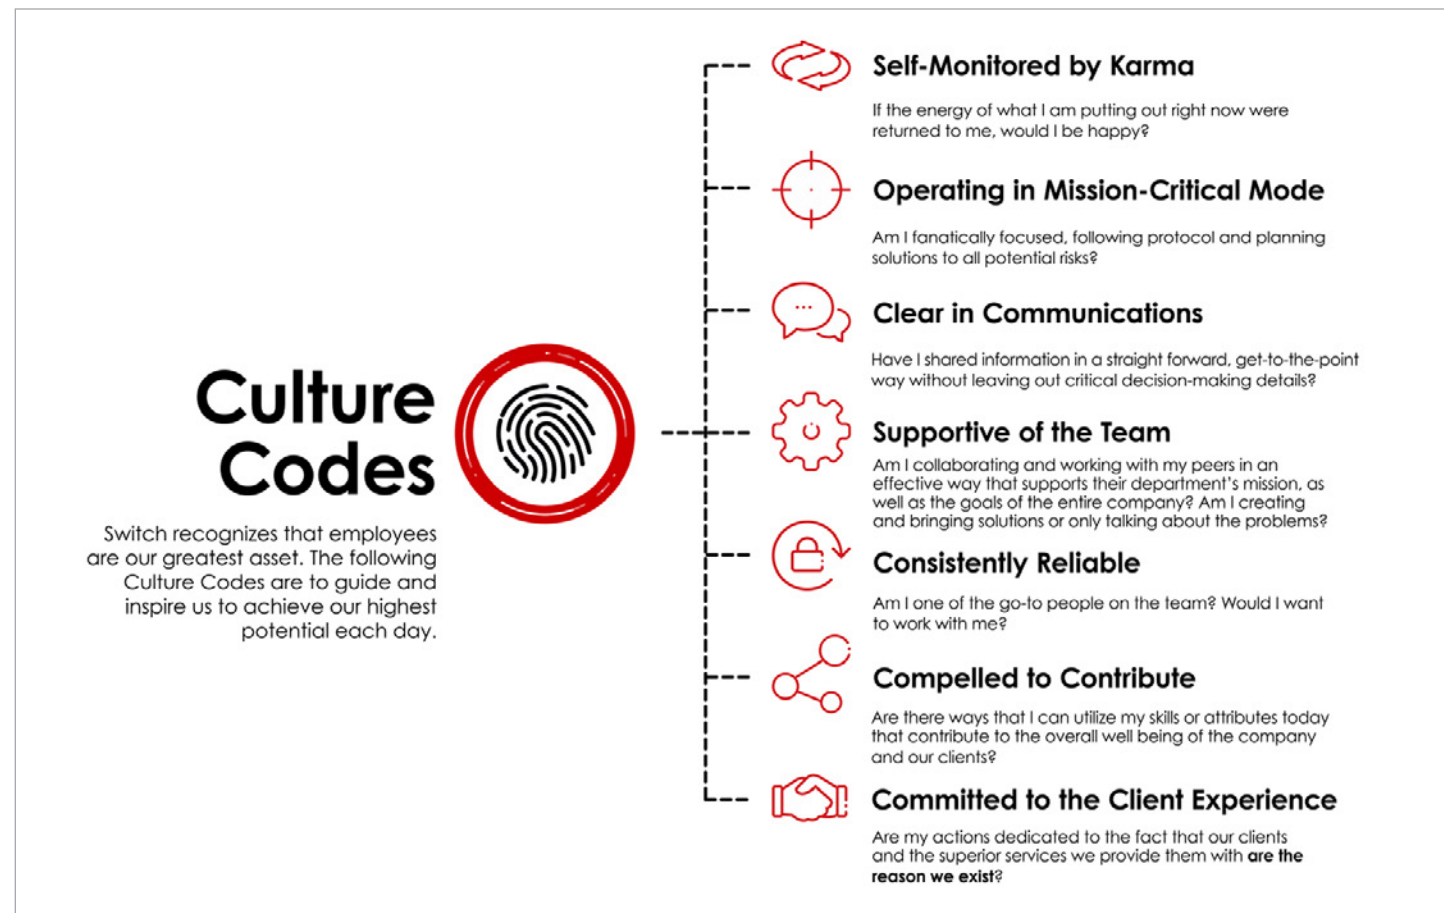 Culture
Codes
Switch recognizes that employees
are our greatest asset. The following
Culture Codes are to guide and
inspire us to achieve our highest
potential each day.
Self-Monitored by Karma
If the energy of what I am putting out right now were
returned to me, would I be happy?
Operating in Mission-Critical Mode
Am I fanatically focused, following protocol and planning
solutions to all potential risks?
Clear in Communications
Have I shared information in a straight forward, get-to-the-point
way without leaving out critical decision-making details?
Supportive of the Team
Am I collaborating and working with my peers in an
effective way that supports their department's mission, as
well as the goals of the entire company? Am I creating
and bringing solutions or only talking about the problems?
Consistently Reliable
Am I one of the go-to people on the team? Would I want
to work with me?
Compelled to Contribute
Are there ways that I can utilize my skills or attributes today
that contribute to the overall well being of the company
and our clients?
Committed to the Client Experience
Are my actions dedicated to the fact that our clients
and the superior services we provide them with are the
reason we exist?